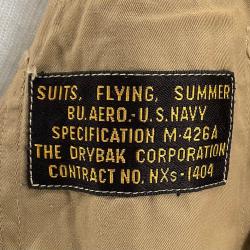 SUITS, FLYING, SUMMER
BU. AERO.- U.S. NAVY
SPECIFICATION M-426A
THE DRYBAK CORPORATION
CONTRACT NO. NXs-1404